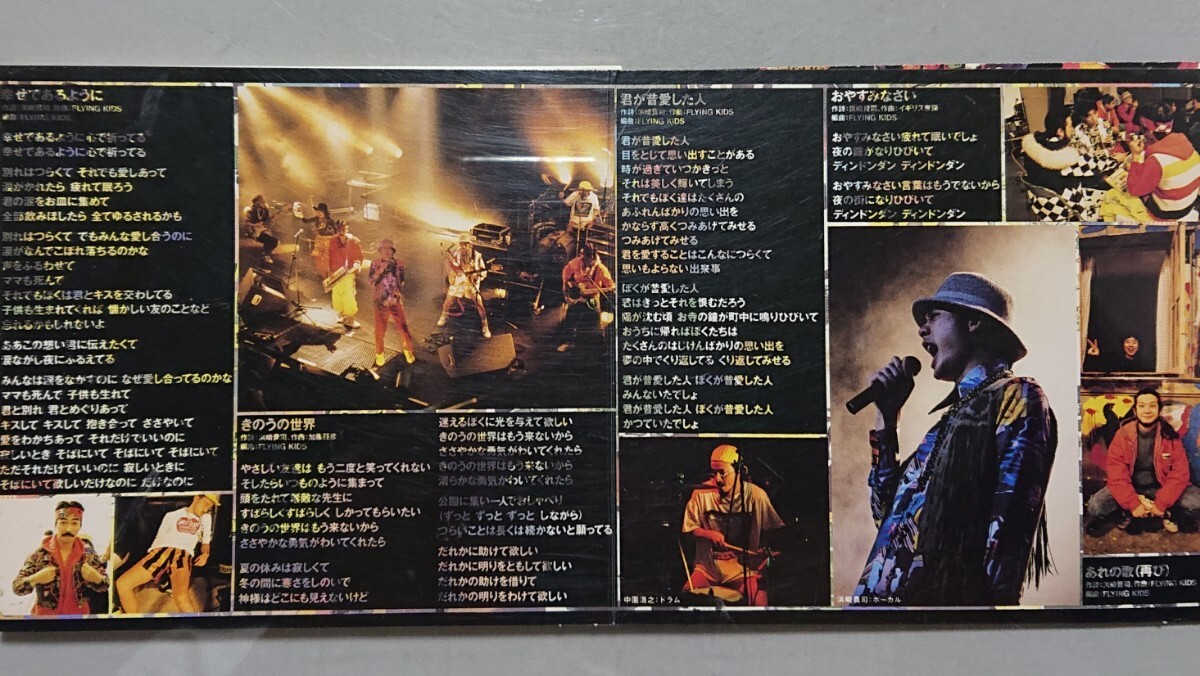 幸せであるように
作詞:浜崎貴司、作曲:FLYING KIDS
編曲:FLYING KIDS
幸せであるように心で祈ってる
幸せであるように心で祈ってる
別れはつらくて それでも愛しあって
涙がかれたら 疲れて眠ろう
君の涙をお皿に集めて
全部飲みほしたら 全てゆるされるかも
別れはつらくて でもみんな愛し合うのに
涙がなんでこぼれ落ちるのかな
声をふるわせて
ママも死んで
それでもぼくは君とキスを交わしてる
子供も生まれてくれば 懐かしい友のことなど
忘れるかもしれないよ
ああこの想い君に伝えたくて
涙ながし夜にふるえてる
みんなは涙をながすのに なぜ愛し合ってるのかな
ママも死んで 子供も生れて
君と別れ 君とめぐりあって
キスして キスして 抱き合って ささやいて
愛をわかちあって それだけでいいのに
寂しいとき そばにいて そばにいて そばにいて
ただそれだけでいいのに 寂しいときに
そばにいて欲しいだけなのに だけなのに
きのうの世界
作詞:浜崎貴司、作曲:加藤英彦
編曲:FLYING KIDS
やさしい友達は もう二度と笑ってくれない
そしたらいつものように集まって
頭をたれて 素敵な先生に
すばらしくすばらしく しかってもらいたい
きのうの世界はもう来ないから
ささやかな勇気がわいてくれたら
夏の休みは寂しくて
冬の間に寒さをしのいで
神様はどこにも見えないけど
迷えるぼくに光を与えて欲しい
きのうの世界はもう来ないから
ささやかな勇気がわいてくれたら
きのうの世界はもう来ないから
清らかな勇気がわいてくれたら
公園に集い一人でおしゃべり
(ずっと ずっと ずっと しながら)
つらいことは長くは続かないと願ってる
だれかに助けて欲しい
だれかに明りをともして欲しい
だれかの助けを借りて
だれかの明りをわけて欲しい
君が昔愛した人
作詩:浜崎貴司、作曲:FLYING KIDS
編曲:FLYING KIDS
君が昔愛した人
目をとじて思い出すことがある
時が過ぎていつかきっと
それは美しく輝いてしまう
それでもぼく達はたくさんの
あふれんばかりの思い出を
かならず高くつみあげてみせる
つみあげてみせる
君を愛することはこんなにつらくて
思いもよらない出来事
ぼくが昔愛した人
君はきっとそれを恨むだろう
陽が沈む頃 お寺の鐘が町中に鳴りひびいて
おうちに帰ればぼくたちは
たくさんのはじけんばかりの思い出を
夢の中でくり返してる くり返してみせる
君が昔愛した人 ぼくが昔愛した人
みんないたでしょ
君が昔愛した人 ぼくが昔愛した人
かつていたでしょ
中園浩之:ドラム
おやすみなさい
作詩:浜崎貴司、作曲:イギリス民謡
編曲:FLYING KIDS
おやすみなさい疲れて眠いでしょ
夜の鐘がなりひびいて
ディンドンダン ディンドンダン
おやすみなさい言葉はもうでないから
夜の街になりひびいて
ディンドンダン ディンドンダン
浜崎貴司:ボーカル
あれの歌(再び)
作詩:浜崎貴司、作曲:FLYING KIDS
編曲:FLYING KIDS